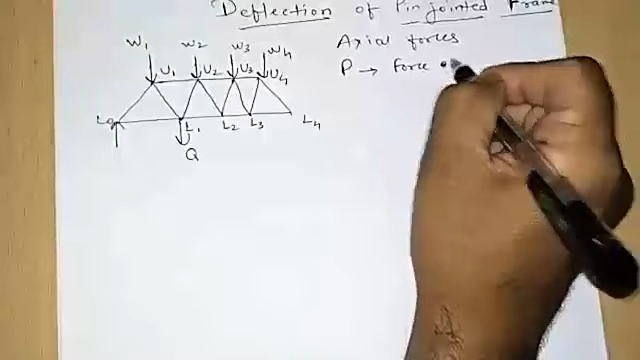 Deflection of Pin jointed Frame
Axial forces
P → Force
W1 W2 W3 W4
U1 U2 U3 U4
L0 L1 L2 L3 L4
Q